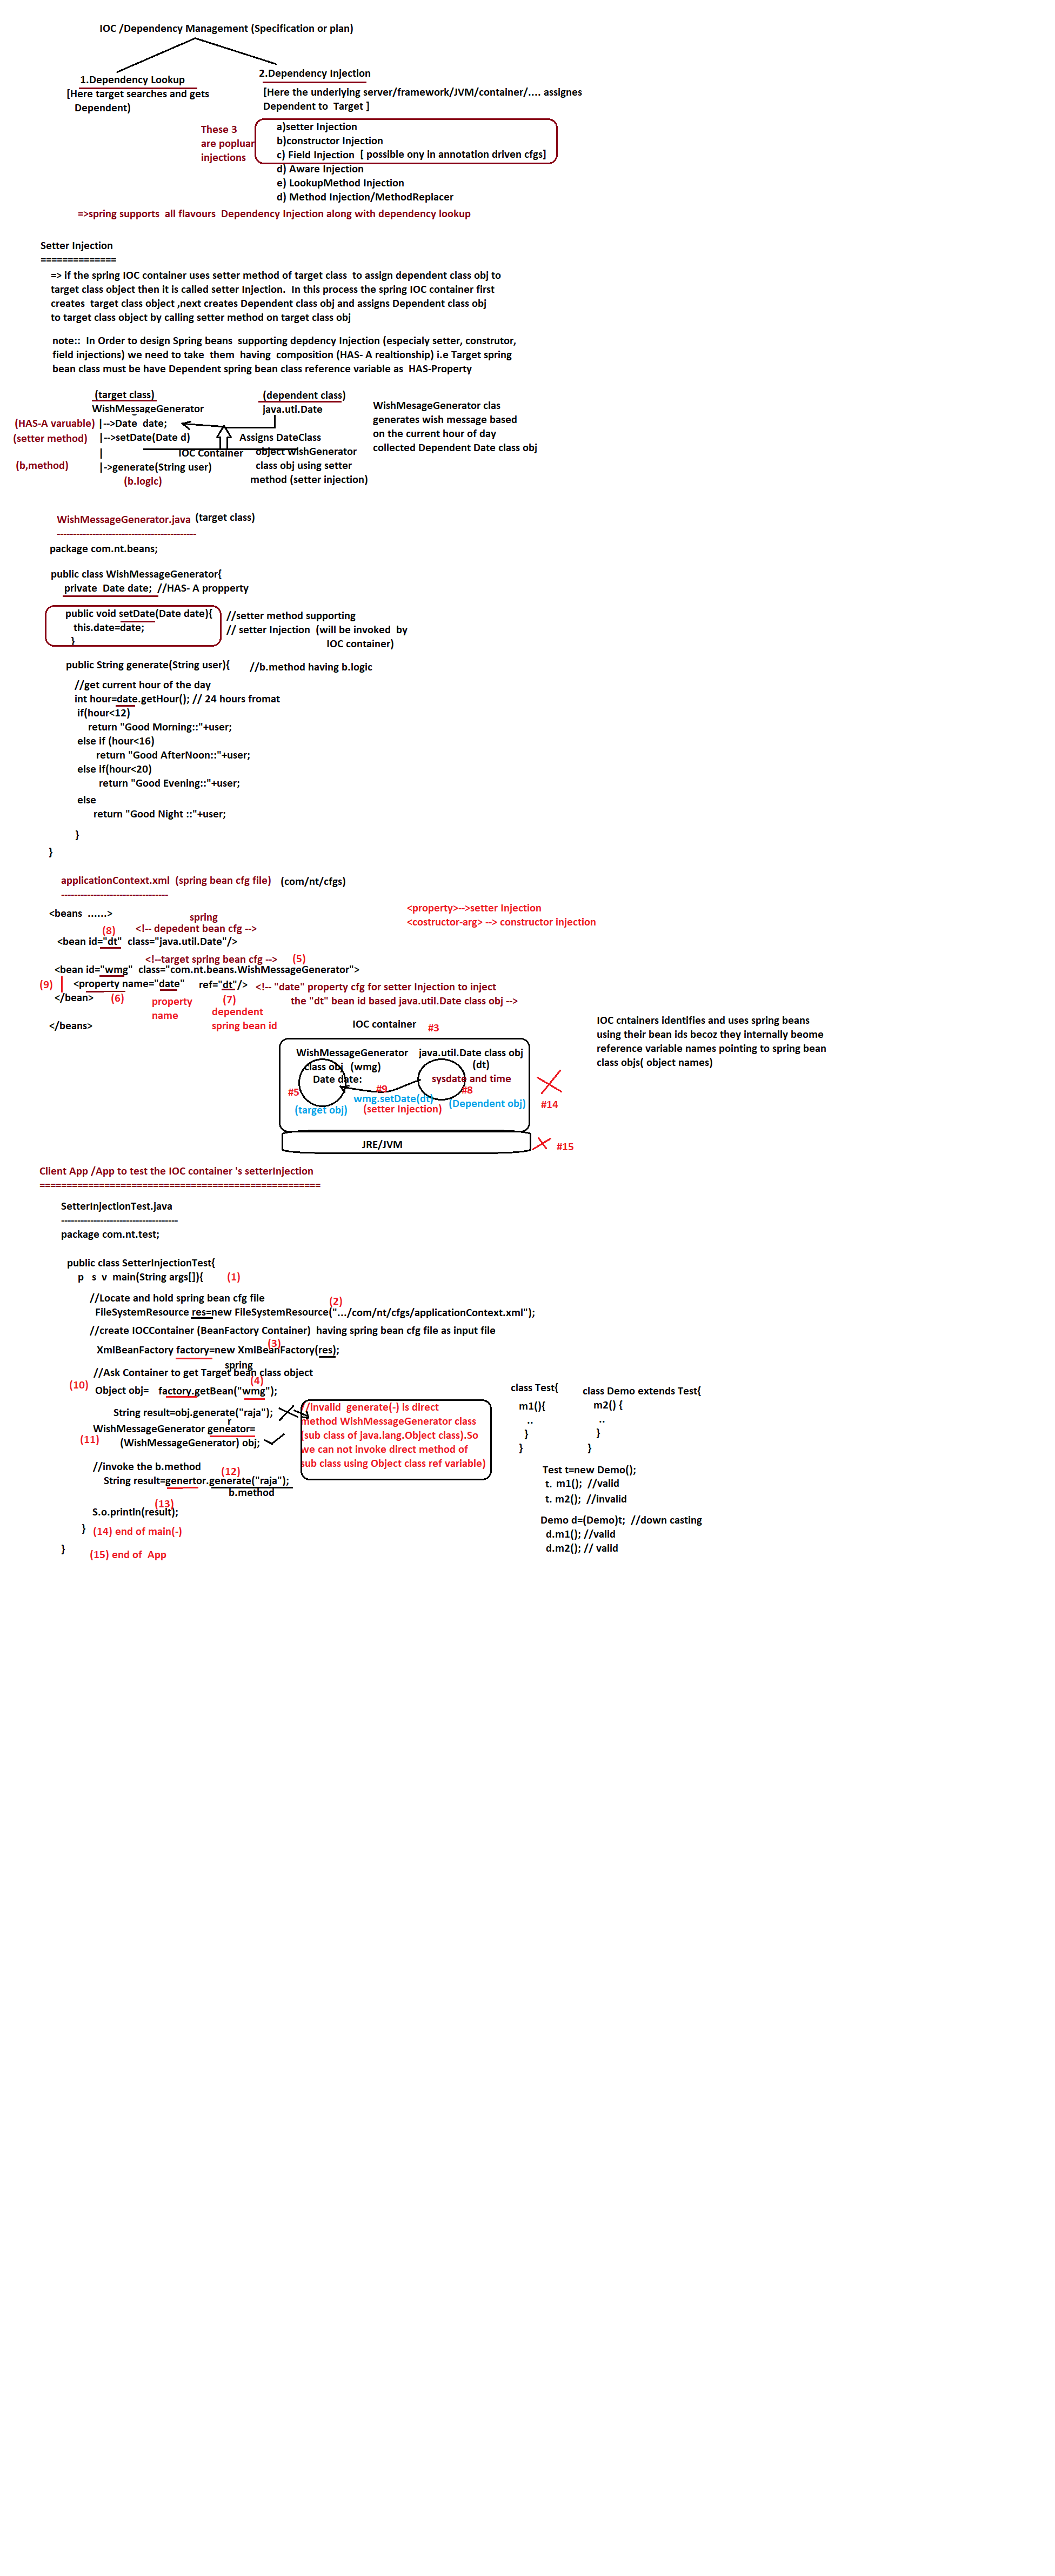 IOC /Dependency Management (Specification or plan)
1.Dependency Lookup
[Here target searches and gets
Dependent)
2.Dependency Injection
[Here the underlying server/framework/JVM/container/.... assignes
Dependent to Target ]
These 3
are popluar
injections
a)setter Injection
b)constructor Injection
c) Field Injection [ possible ony in annotation driven cfgs]
d) Aware Injection
e) LookupMethod Injection
d) Method Injection/MethodReplacer
=>spring supports all flavours Dependency Injection along with dependency lookup
Setter Injection
==============
=> if the spring IOC container uses setter method of target class to assign dependent class obj to
target class object then it is called setter Injection. In this process the spring IOC container first
creates target class object ,next creates Dependent class obj and assigns Dependent class obj
to target class object by calling setter method on target class obj
note:: In Order to design Spring beans supporting depdency Injection (especialy setter, construtor,
field injections) we need to take them having composition (HAS- A realtionship) i.e Target spring
bean class must be have Dependent spring bean class reference variable as HAS-Property
(target class)
WishMessageGenerator
(HAS-A varuable) |-->Date date;
(setter method) |-->setDate(Date d)
|
(b,method) |->generate(String user)
(b.logic)
(dependent class)
java.uti.Date
IOC Container
Assigns DateClass
object wishGenerator
class obj using setter
method (setter injection)
WishMesageGenerator clas
generates wish message based
on the current hour of day
collected Dependent Date class obj
WishMessageGenerator.java (target class)
-------------------------------------------
package com.nt.beans;
public class WishMessageGenerator{
private Date date; //HAS- A propperty
public void setDate(Date date){
this.date=date;
}
//setter method supporting
// setter Injection (will be invoked by
IOC container)
public String generate(String user{ //b.method having b.logic
//get current hour of the day
int hour=date.getHour(); // 24 hours fromat
if(hour<12)
return "Good Morning::"+user;
else if (hour<16)
return "Good AfterNoon::"+user;
else if(hour<20)
return "Good Evening::"+user;
else
return "Good Night ::"+user;
}
}
applicationContext.xml (spring bean cfg file) (com/nt/cfgs)
---------------------------------
<property>-->setter Injection
<costructor-arg> --> constructor injection
<beans ......>
spring
(8) <!-- depedent bean cfg -->
<bean id="dt" class="java.util.Date"/>
<!--target spring bean cfg --> (5)
<bean id="wmg" class="com.nt.beans.WishMessageGenerator">
(9) <property name="date" ref="dt"/> <!-- "date" property cfg for setter Injection to inject
the "dt" bean id based java.util.Date class obj -->
</bean> (6) property
name
(7)
dependent
spring bean id
</beans>
IOC container #3
WishMessageGenerator
class obj (wmg)
Date date:
#5
(target obj)
java.util.Date class obj
(dt)
sysdate and time
#8
#9
wmg.setDate(dt)
(setter Injection)
(Dependent obj)
#14
JRE/JVM
#15
IOC cntainers identifies and uses spring beans
using their bean ids becoz they internally beome
reference variable names pointing to spring bean
class objs( object names)
Client App /App to test the IOC container 's setterInjection
====================================================
SetterInjectionTest.java
------------------------------------
package com.nt.test;
public class SetterInjectionTest{
p s v main(String args[]){ (1)
//Locate and hold spring bean cfg file
(2)
FileSystemResource res=new FileSystemResource(".../com/nt/cfgs/applicationContext.xml");
//create IOCContainer (BeanFactory Container) having spring bean cfg file as input file
(3)
XmlBeanFactory factory=new XmlBeanFactory(res);
spring
//Ask Container to get Target bean class object
(10) (4)
Object obj= factory.getBean("wmg");
String result=obj.generate("raja");
r
WishMessageGenerator geneator=
(11) (WishMessageGenerator) obj;
//invalid generate(-) is direct
method WishMessageGenerator class
(sub class of java.lang.Object class).So
we can not invoke direct method of
sub class using Object class ref variable)
//invoke the b.method (12)
String result=genertor.generate("raja");
b.method
(13)
S.o.println(result);
} (14) end of main(-)
}
(15) end of App
class Test{
m1(){
..
}
}
class Demo extends Test{
m2() {
..
}
}
Test t=new Demo();
t. m1(); //valid
t. m2(); //invalid
Demo d=(Demo)t; //down casting
d.m1(); //valid
d.m2(); // valid